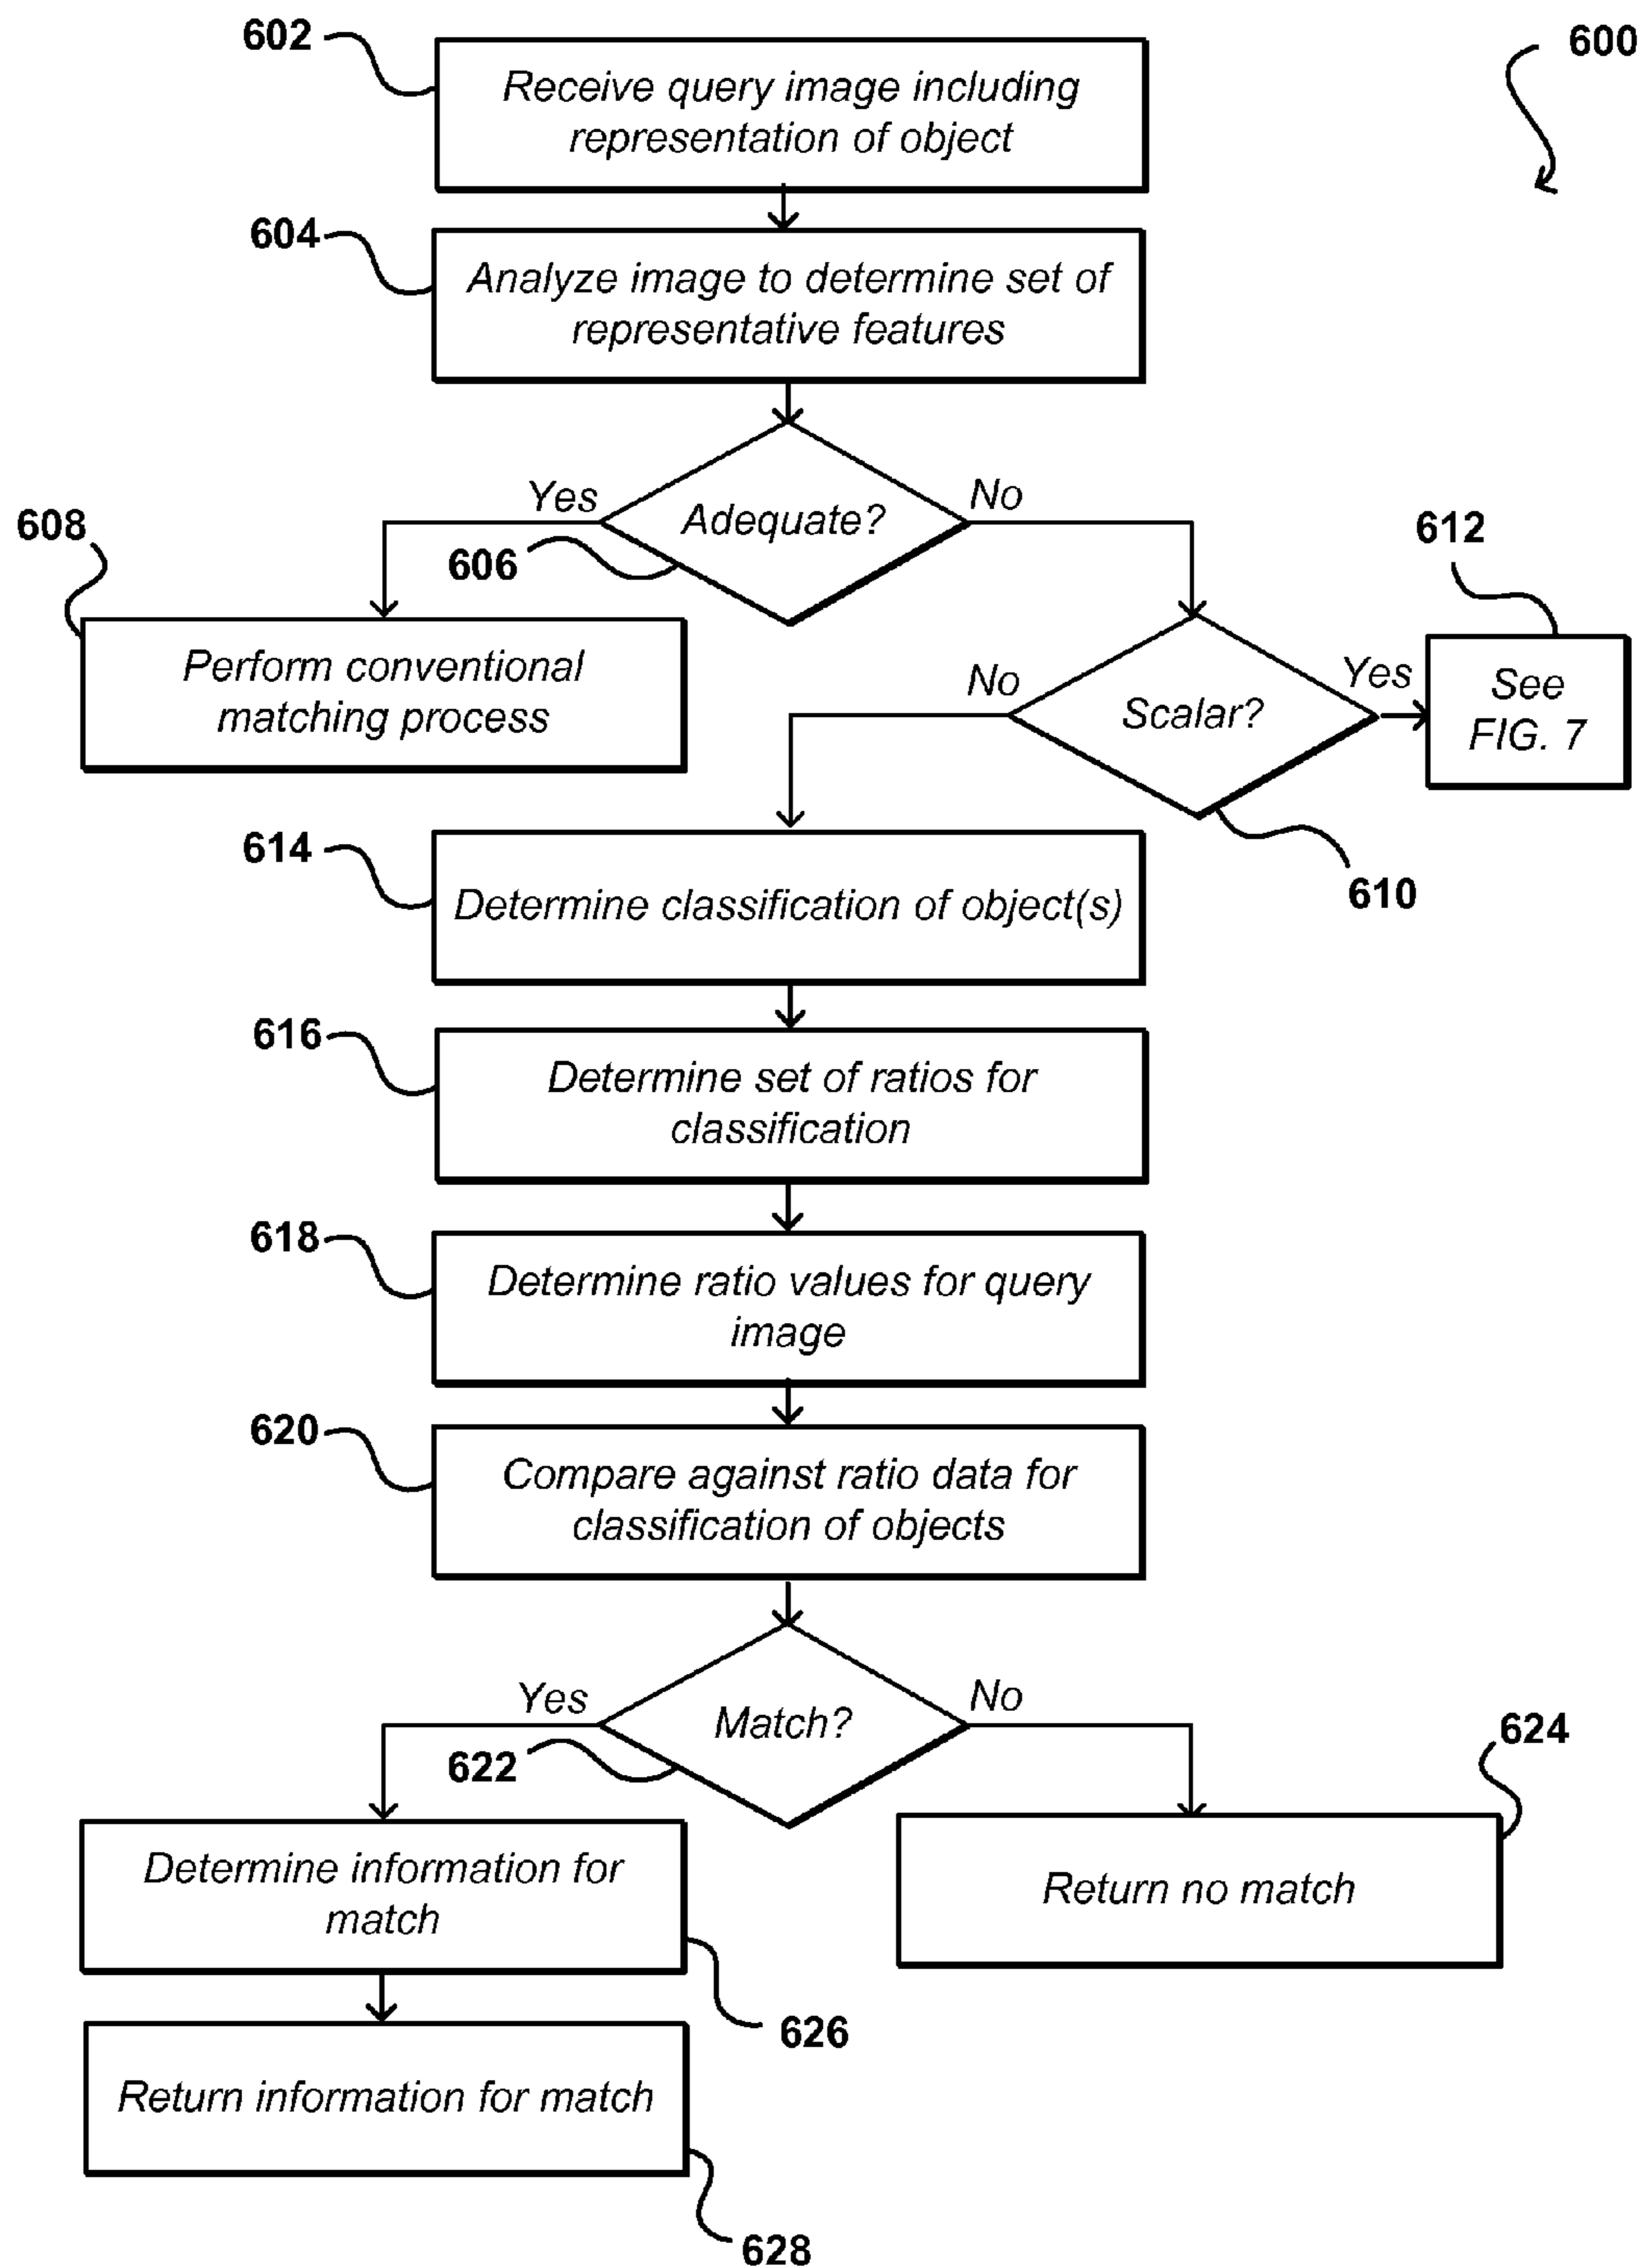 602
600
Receive query image including
representation of object
604
Analyze image to determine set of
representative features
Yes
No
Adequate?
606
608
612
Perform conventional
matching process
No
Yes
Scalar?
See
FIG. 7
610
614
Determine classification of object(s)
616
Determine set of ratios for
classification
618
Determine ratio values for query
image
620
Compare against ratio data for
classification of objects
Yes
No
Match?
622
624
Determine information for
match
Return no match
626
Return information for match
628